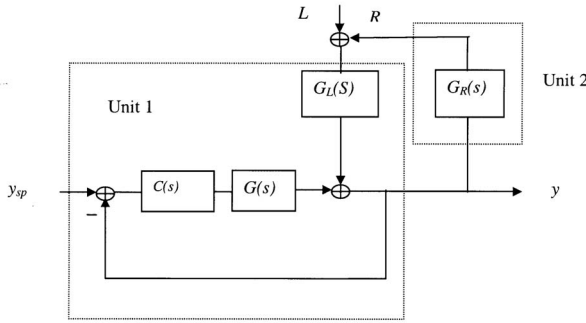 L
R
G_L(S)
G_R(s)
Unit 2
Unit 1
y_sp
C(s)
G(s)
y
−